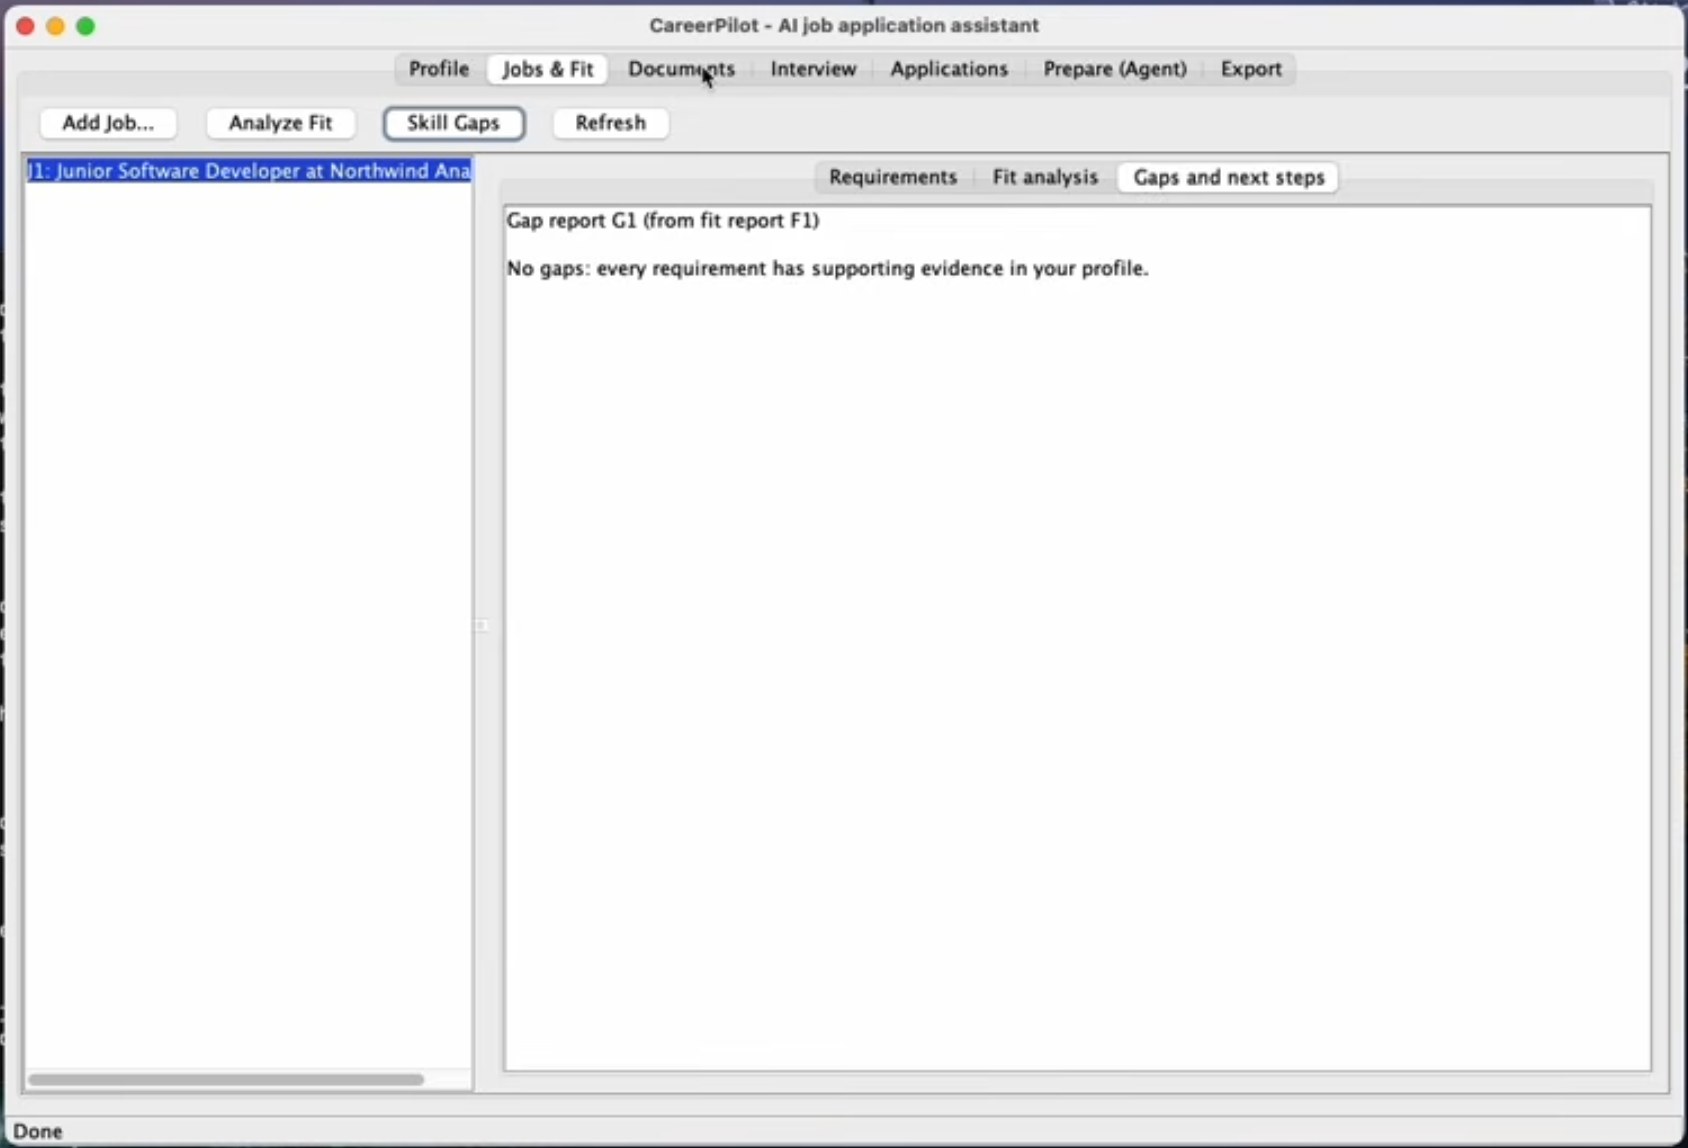 CareerPilot - AI job application assistant
Profile Jobs & Fit Documents Interview Applications Prepare (Agent) Export
Add Job... Analyze Fit Skill Gaps Refresh
J1: Junior Software Developer at Northwind Ana
Requirements Fit analysis Gaps and next steps
Gap report G1 (from fit report F1)
No gaps: every requirement has supporting evidence in your profile.
Done